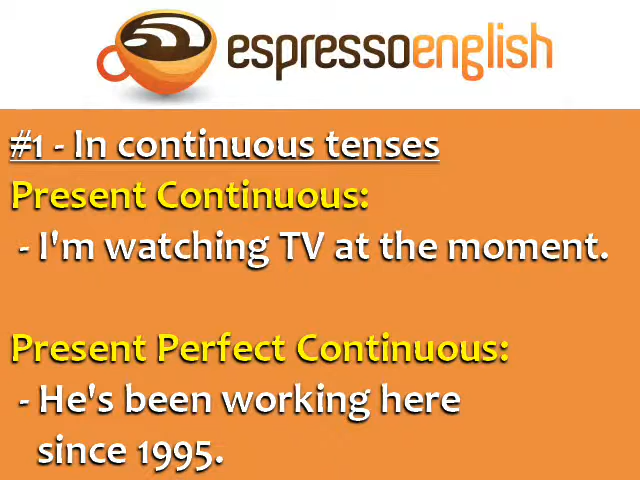 espressoenglish
#1 - In continuous tenses
Present Continuous:
- I'm watching TV at the moment.
Present Perfect Continuous:
- He's been working here
since 1995.